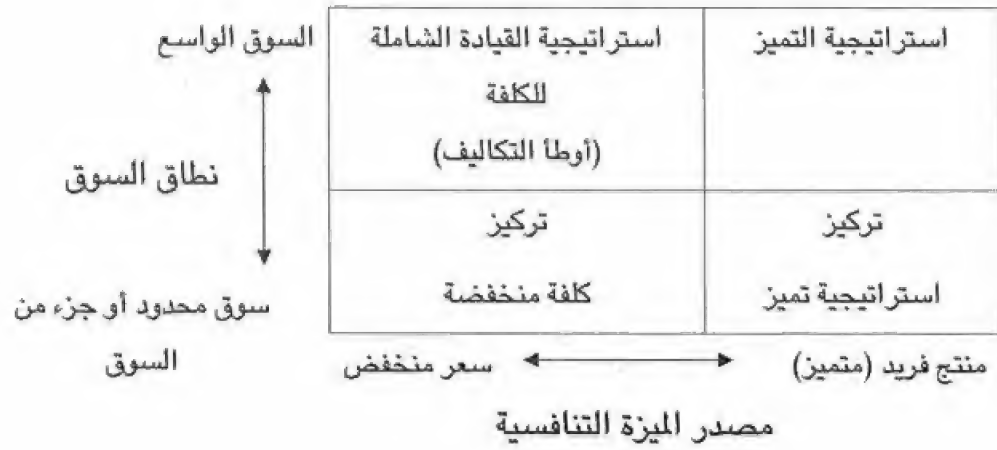 السوق الواسع
استراتيجية القيادة الشاملة
للكلفة
(أوطأ التكاليف)
استراتيجية التميز
نطاق السوق
تركيز
كلفة منخفضة
تركيز
استراتيجية تميز
سوق محدود أو جزء من
السوق
سعر منخفض
منتج فريد (متميز)
مصدر الميزة التنافسية